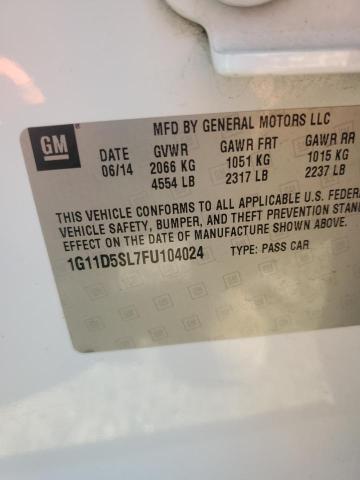 MFD BY GENERAL MOTORS LLC
GM
DATE GVWR GAWR FRT GAWR RR
06/14 2066 KG 1051 KG 1015 KG
4554 LB 2317 LB 2237 LB
THIS VEHICLE CONFORMS TO ALL APPLICABLE U.S. FEDERAL
VEHICLE SAFETY, BUMPER, AND THEFT PREVENTION STAN
EFFECT ON THE DATE OF MANUFACTURE SHOWN ABOVE.
1G11D5SL7FU104024 TYPE: PASS CAR